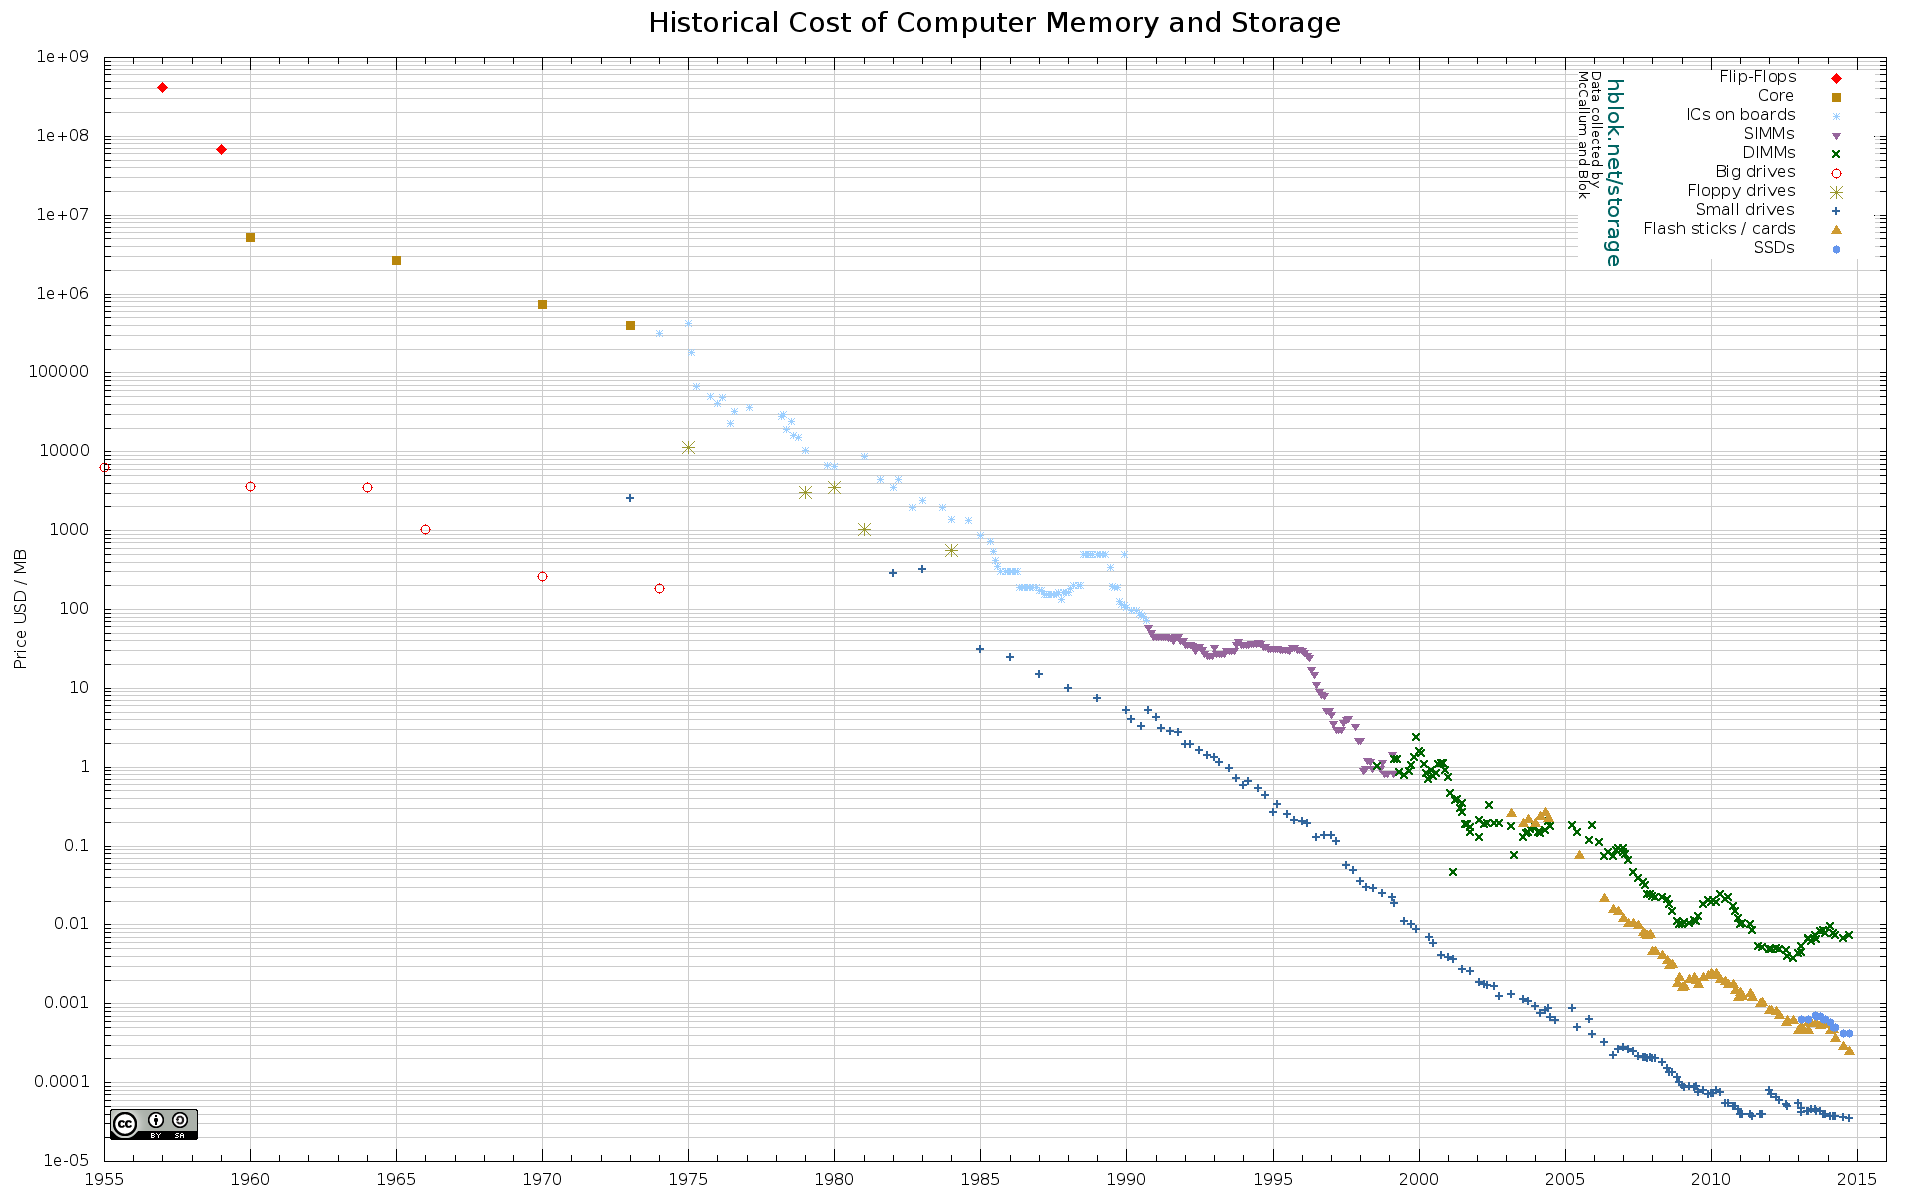 Historical Cost of Computer Memory and Storage
1e+09
1e+08
1e+07
1e+06
100000
10000
1000
100
10
1
0.1
0.01
0.001
0.0001
1e-05
Price USD / MB
1955
1960
1965
1970
1975
1980
1985
1990
1995
2000
2005
2010
2015
hblok.net/storage
Data collected by
McCallum and Blok
Flip-Flops
Core
ICs on boards
SIMMs
DIMMs
Big drives
Floppy drives
Small drives
Flash sticks / cards
SSDs
cc
BY SA